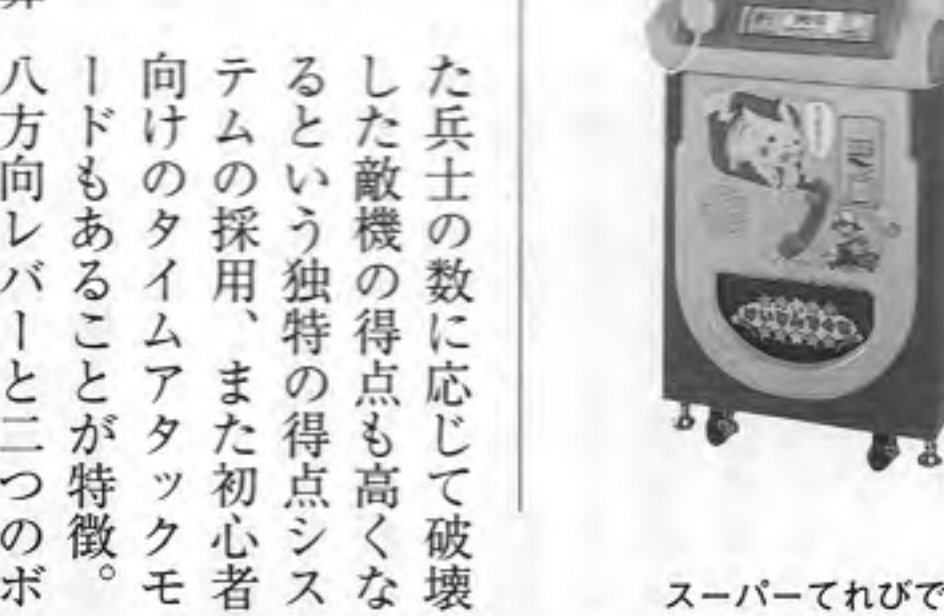 た兵士の数に応じて破壊
した敵機の得点も高くな
るという独特の得点シス
テムの採用、また初心者
向けのタイムアタックモ
ードもあることが特徴。
八方向レバーと二つのボ
スーパーてれびで